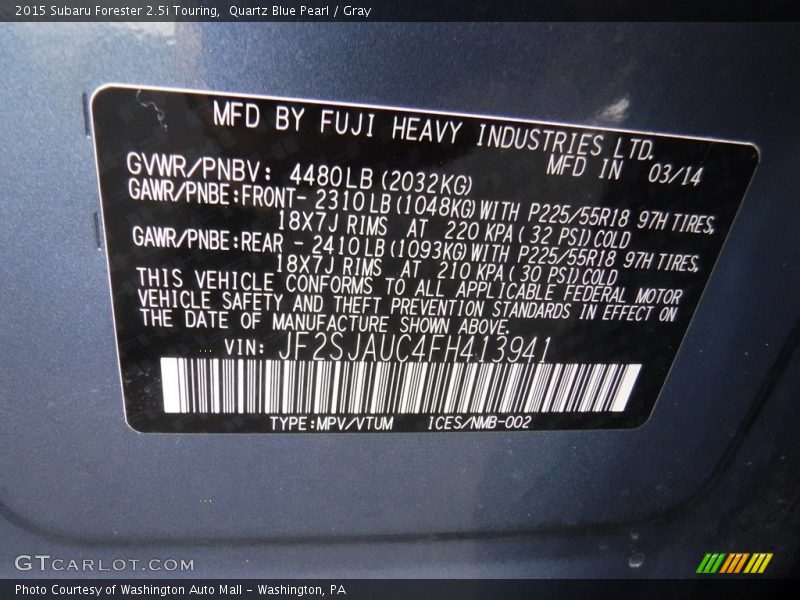 2015 Subaru Forester 2.5i Touring,  Quartz Blue Pearl / Gray
MFD BY FUJI HEAVY INDUSTRIES LTD.
MFD IN 03/14
GVWR/PNBV: 4480LB (2032KG)
GAWR/PNBE:FRONT- 2310LB (1048KG) WITH P225/55R18 97H TIRES,
18X7J RIMS AT 220 KPA ( 32 PSI) COLD
GAWR/PNBE:REAR - 2410LB (1093KG) WITH P225/55R18 97H TIRES,
18X7J RIMS AT 210 KPA ( 30 PSI) COLD
THIS VEHICLE CONFORMS TO ALL APPLICABLE FEDERAL MOTOR
VEHICLE SAFETY AND THEFT PREVENTION STANDARDS IN EFFECT ON
THE DATE OF MANUFACTURE SHOWN ABOVE.
VIN: JF2SJAUC4FH413941
TYPE:MPV/VTUM ICES/NMB-002
GTCARLOT.COM
Photo Courtesy of Washington Auto Mall – Washington, PA